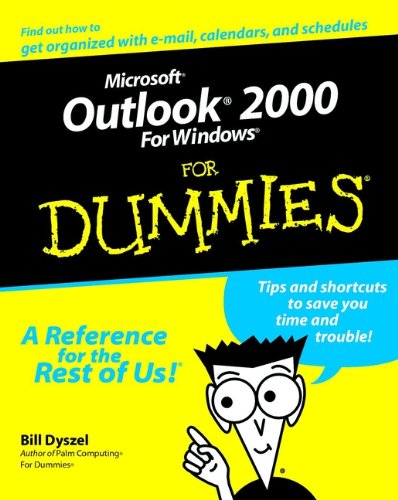 Find out how to
get organized with e-mail, calendars, and schedules
Microsoft®
Outlook® 2000
For Windows®
FOR
DUMMIES®
Tips and shortcuts
to save you
time and
trouble!
A Reference
for the
Rest of Us!®
Bill Dyszel
Author of Palm Computing®
For Dummies®